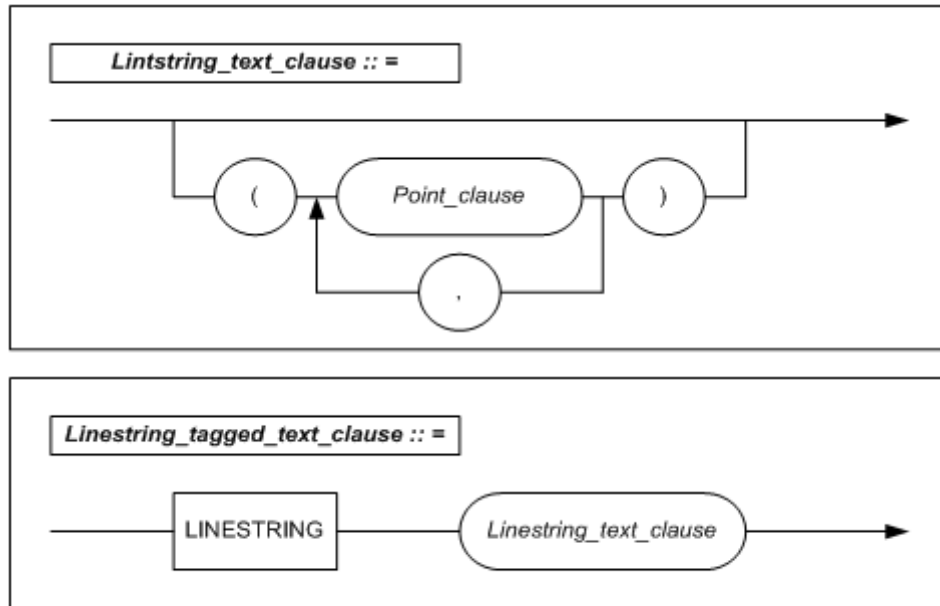 Lintstring_text_clause :: =
( Point_clause )
,
Linestring_tagged_text_clause :: =
LINESTRING Linestring_text_clause